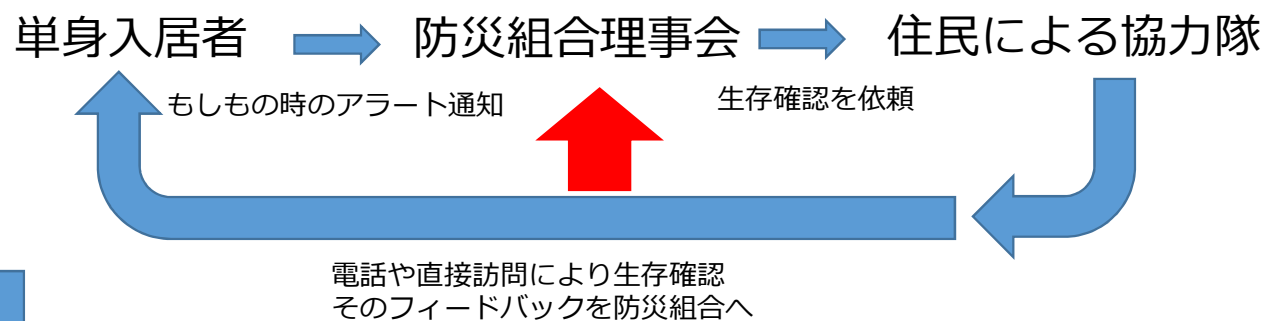 単身入居者
防災組合理事会
住民による協力隊
もしもの時のアラート通知
生存確認を依頼
電話や直接訪問により生存確認
そのフィードバックを防災組合へ